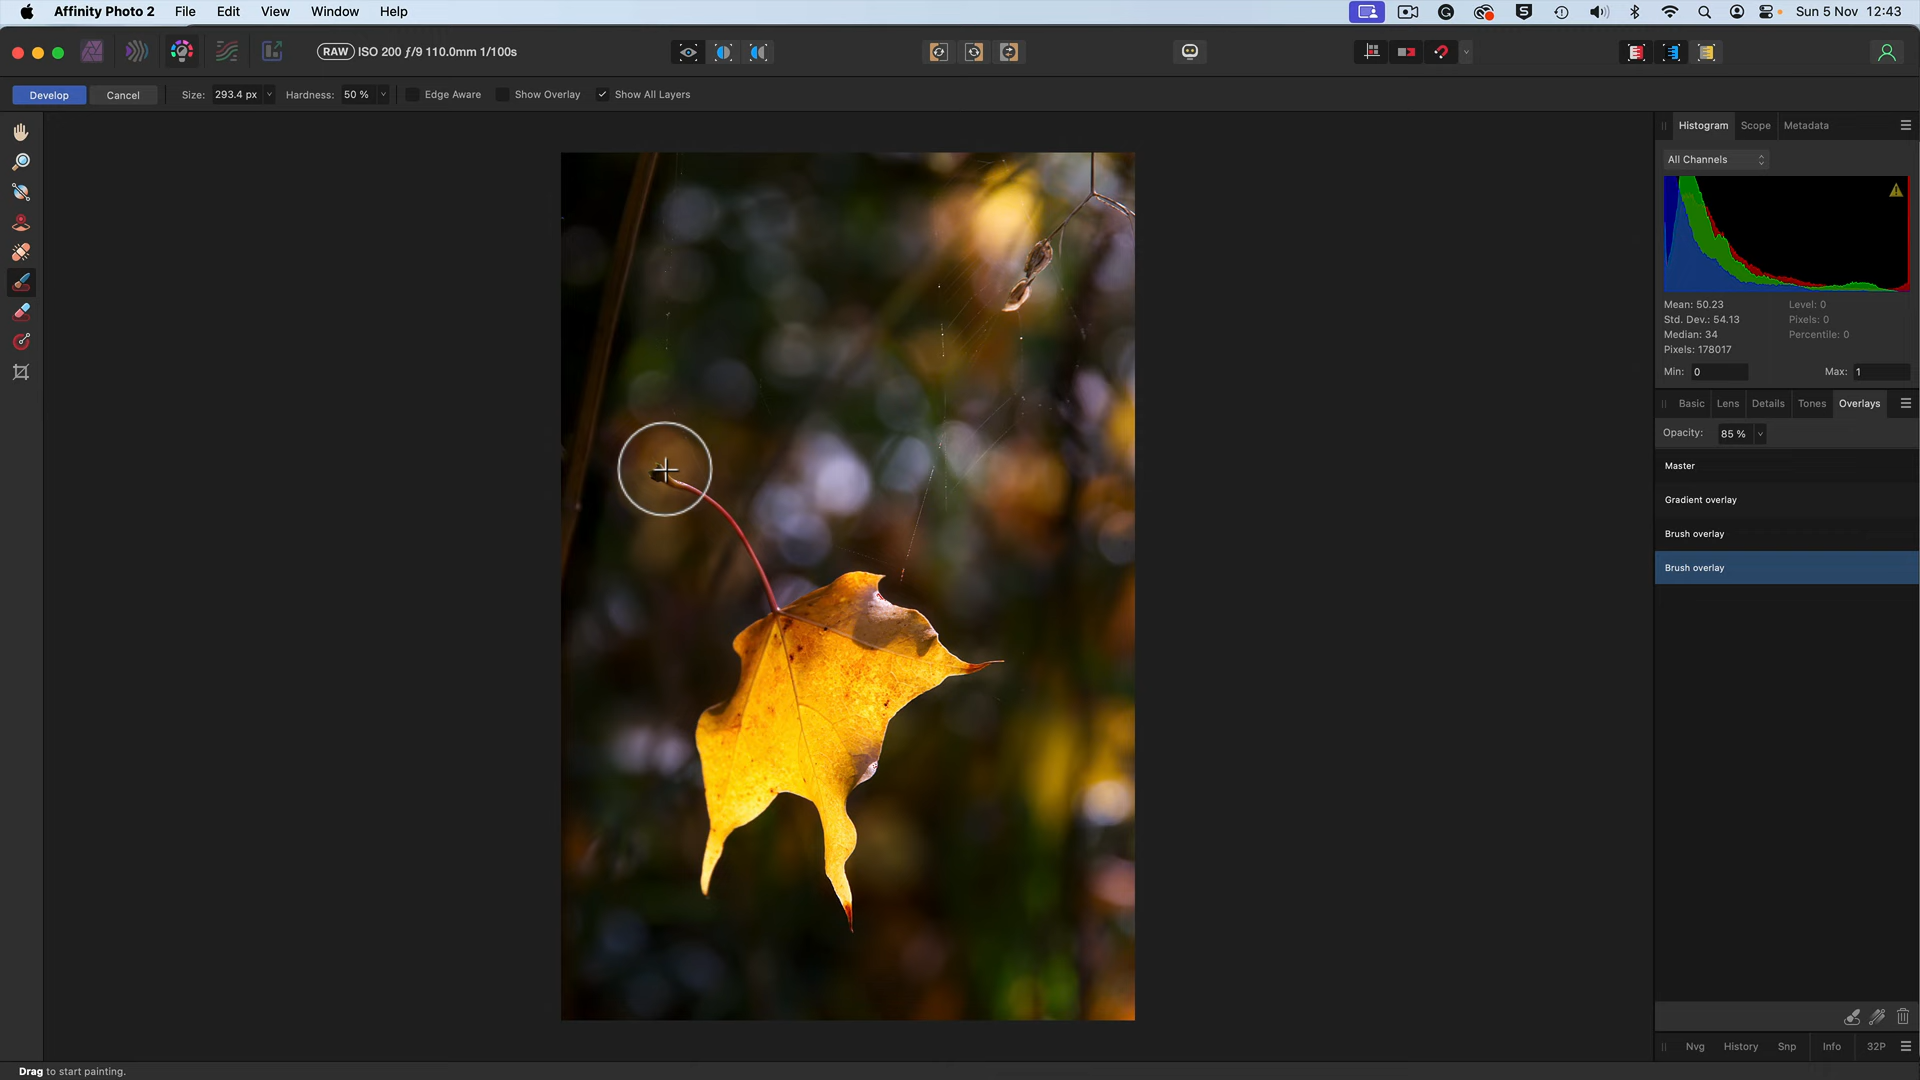 Affinity Photo 2 File Edit View Window Help Sun 5 Nov 12:43
RAW ISO 200 ƒ/9 110.0mm 1/100s
Develop Cancel Size: 293.4 px Hardness: 50 % Edge Aware Show Overlay Show All Layers
Histogram Scope Metadata
All Channels
Mean: 50.23 Level: 0
Std. Dev.: 54.13 Pixels: 0
Median: 34 Percentile: 0
Pixels: 178017
Min: 0 Max: 1
Basic Lens Details Tones Overlays
Opacity: 85 %
Master
Gradient overlay
Brush overlay
Brush overlay
Nvg History Snp Info 32P
Drag to start painting.